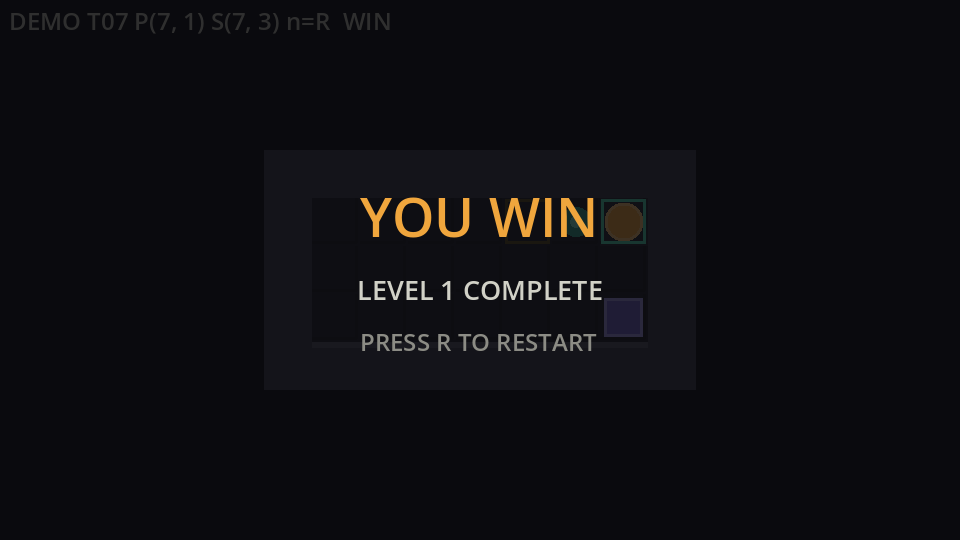 DEMO T07 P(7, 1) S(7, 3) n=R  WIN
YOU WIN
LEVEL 1 COMPLETE
PRESS R TO RESTART